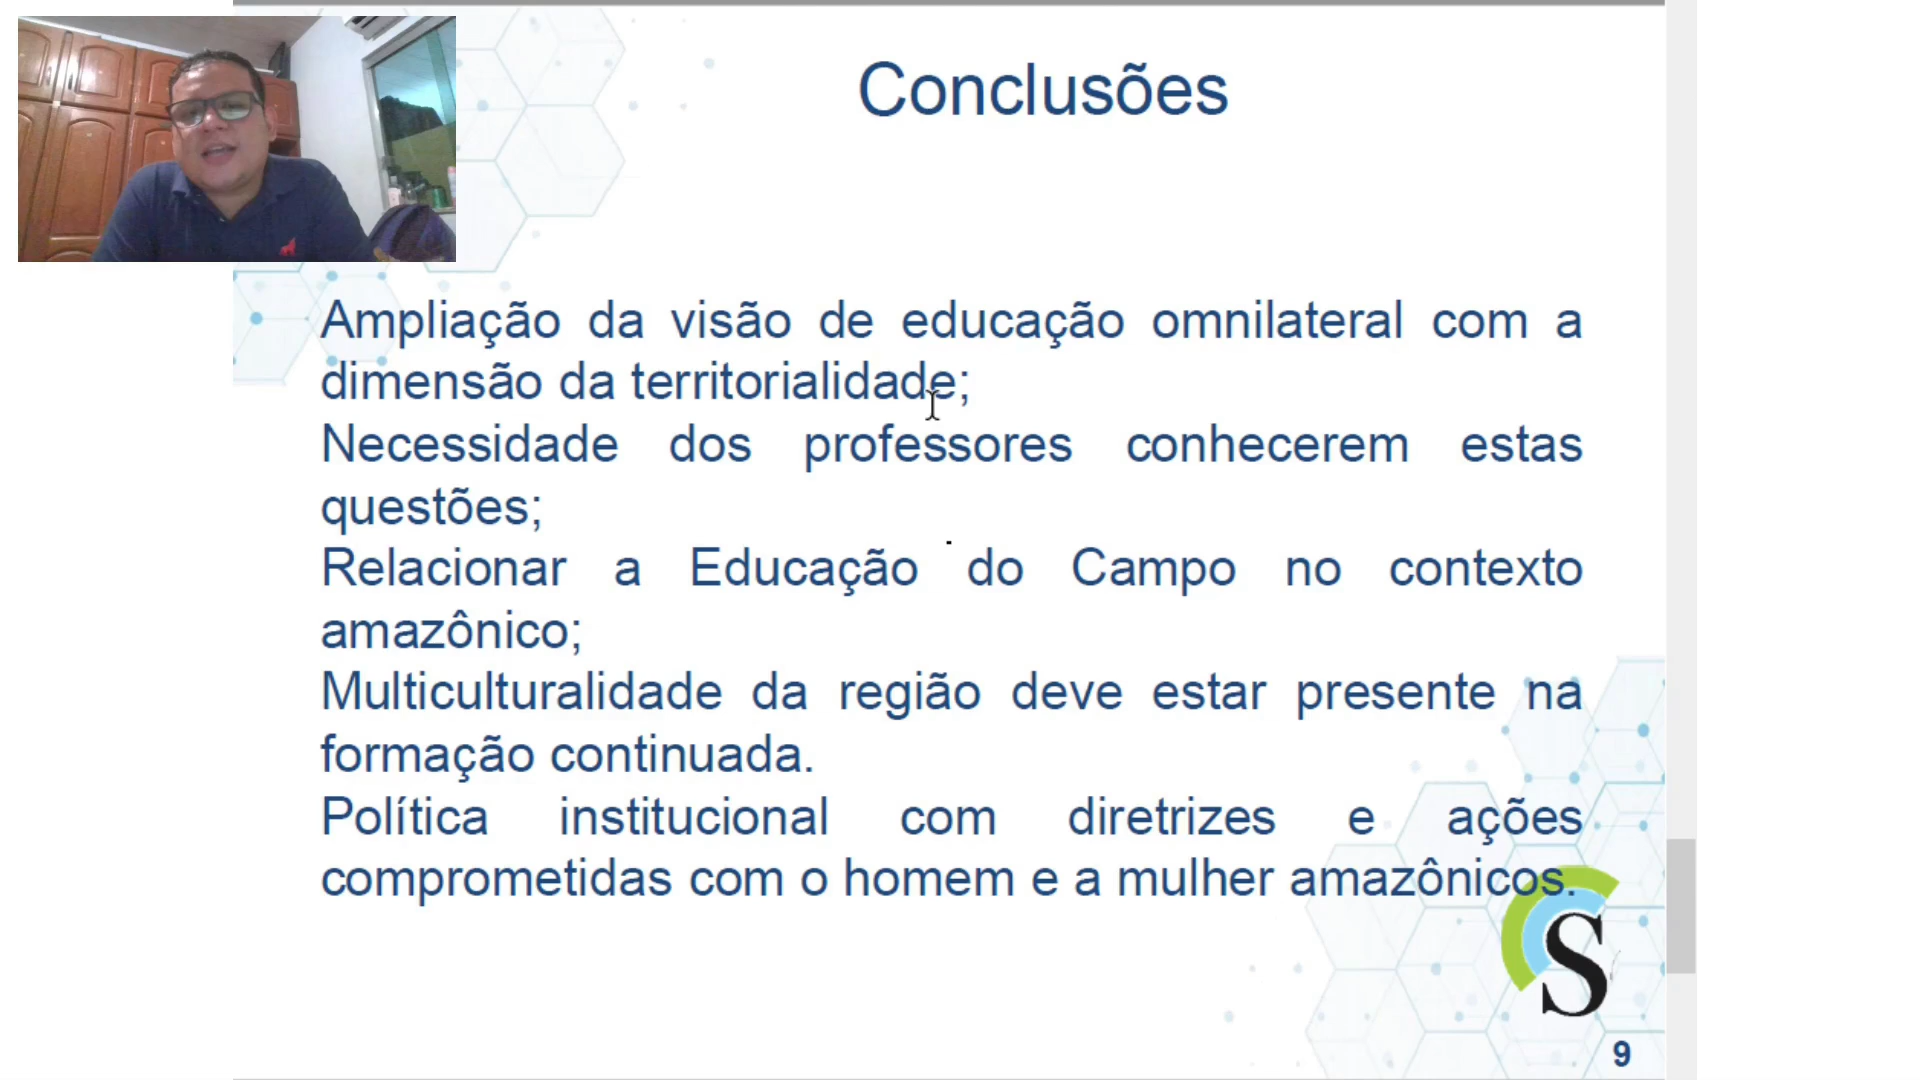 Conclusões
Ampliação da visão de educação omnilateral com a
dimensão da territorialidade;
Necessidade dos professores conhecerem estas
questões;
Relacionar a Educação do Campo no contexto
amazônico;
Multiculturalidade da região deve estar presente na
formação continuada.
Política institucional com diretrizes e ações
comprometidas com o homem e a mulher amazônicos.
S
9